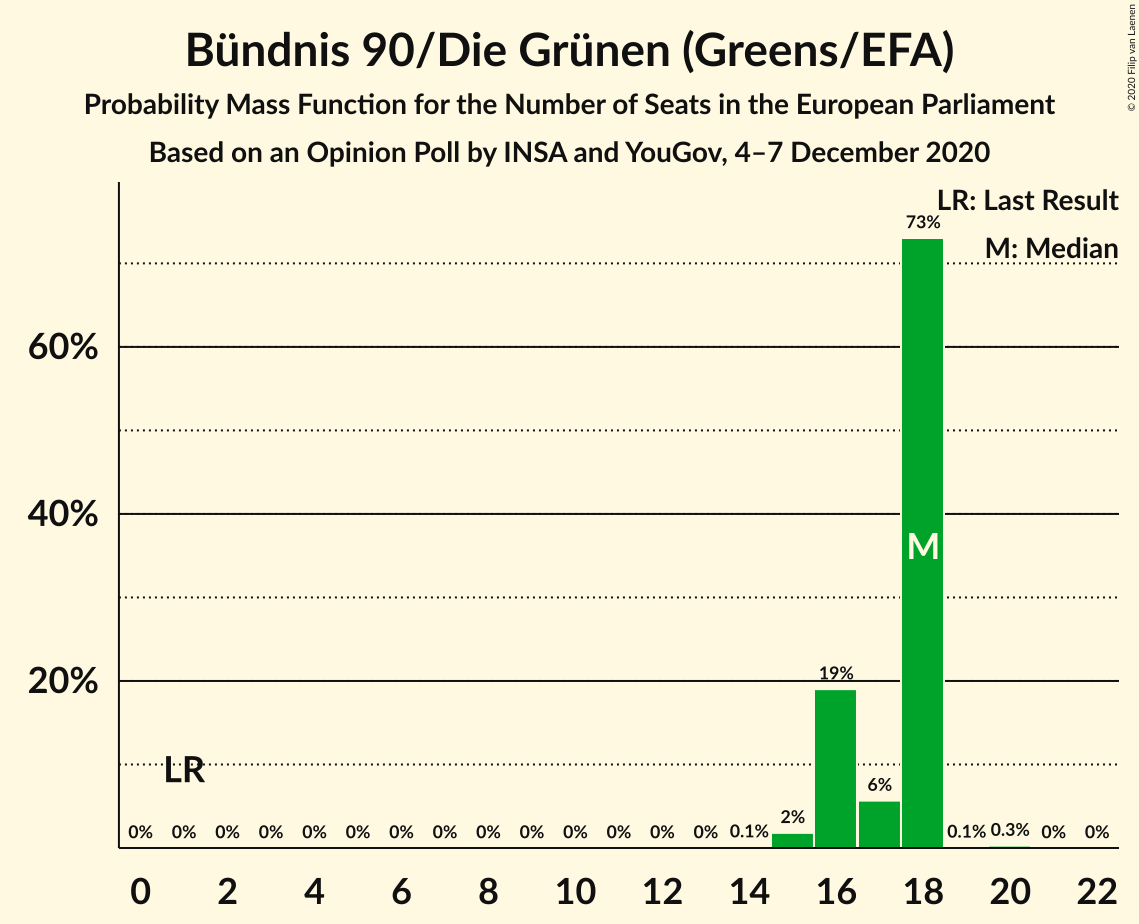 Bündnis 90/Die Grünen (Greens/EFA)
Probability Mass Function for the Number of Seats in the European Parliament
Based on an Opinion Poll by INSA and YouGov, 4–7 December 2020
© 2020 Filip van Laenen
LR: Last Result
M: Median
73%
60%
40%
M
20%
19%
LR
6%
2%
0% 0% 0% 0% 0% 0% 0% 0% 0% 0% 0% 0% 0% 0% 0.1% 0.1% 0.3% 0% 0%
0 2 4 6 8 10 12 14 16 18 20 22